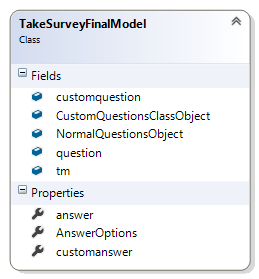 TakeSurveyFinalModel
Class
Fields
customquestion
CustomQuestionsClassObject
NormalQuestionsObject
question
tm
Properties
answer
AnswerOptions
customanswer